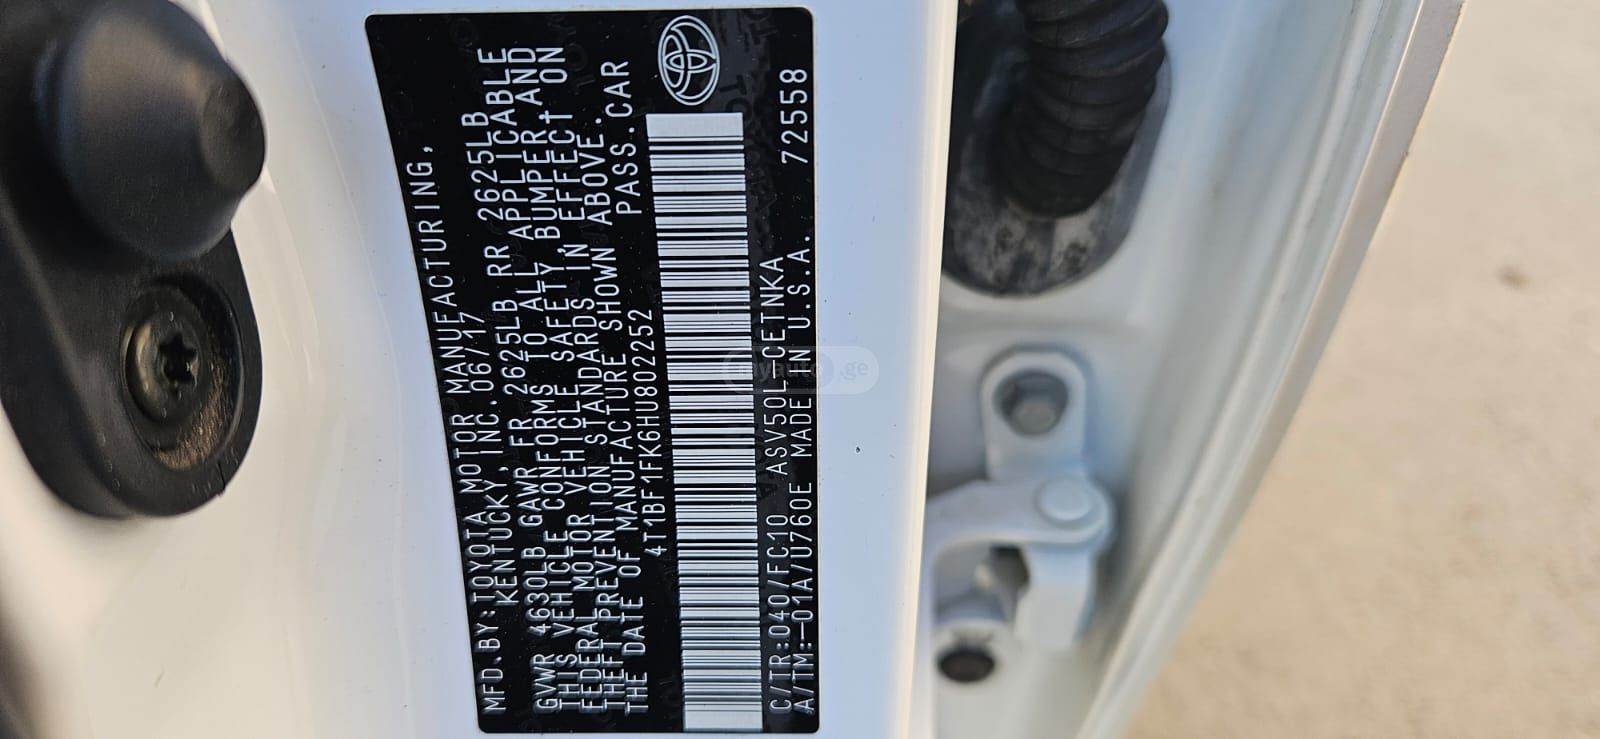 MFD.BY:TOYOTA MOTOR MANUFACTURING,
KENTUCKY,INC.06/17
GVWR 4630LB GAWR FR 2625LB RR 2625LB
THIS VEHICLE CONFORMS TO ALL APPLICABLE
FEDERAL MOTOR VEHICLE SAFETY,BUMPER,AND
THEFT PREVENTION STANDARDS IN EFFECT ON
THE DATE OF MANUFACTURE SHOWN ABOVE.
4T1BF1FK6HU802252 PASS.CAR
C/TR:040/FC10 ASV50L-CETNKA
A/TM:-01A/U760E MADE IN U.S.A. 72558
myauto.ge